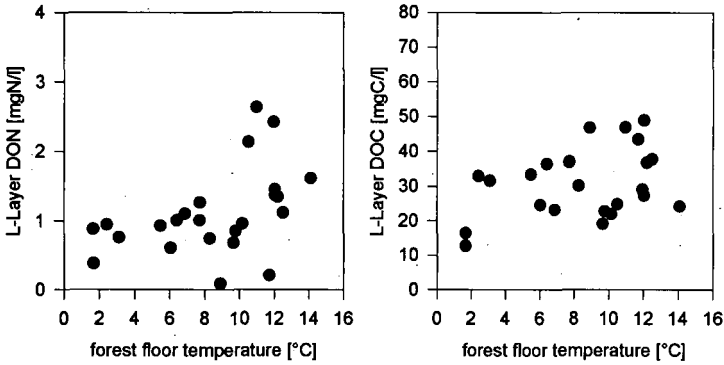 L-Layer DON [mgN/l]
4
3
2
1
0
0 2 4 6 8 10 12 14 16
forest floor temperature [°C]
L-Layer DOC [mgC/l]
80
70
60
50
40
30
20
10
0
0 2 4 6 8 10 12 14 16
forest floor temperature [°C]